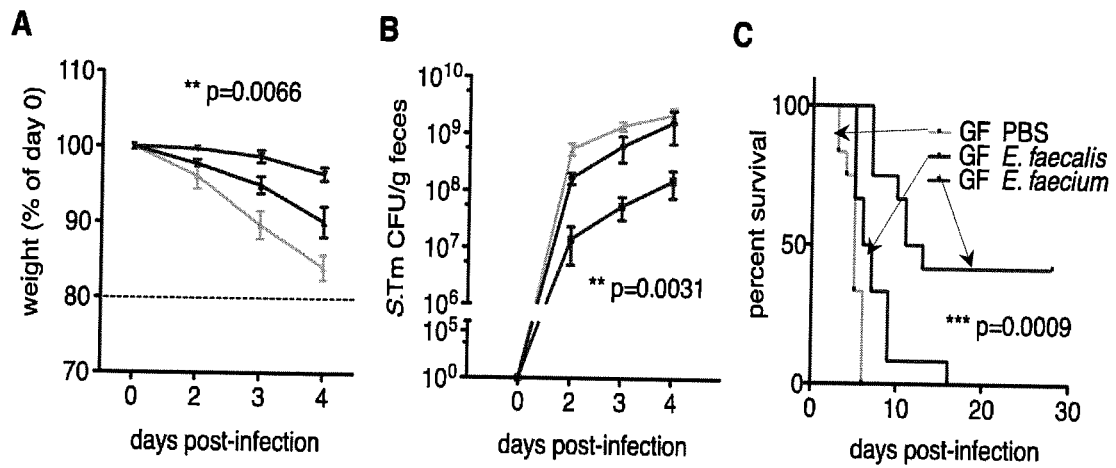 A
** p=0.0066
weight (% of day 0)
110
100
90
80
70
0 2 3 4
days post-infection
B
S.Tm CFU/g feces
10^10
10^9
10^8
10^7
10^6
10^5
10^0
** p=0.0031
0 2 3 4
days post-infection
C
percent survival
100
50
0
GF PBS
GF E. faecalis
GF E. faecium
*** p=0.0009
0 10 20 30
days post-infection